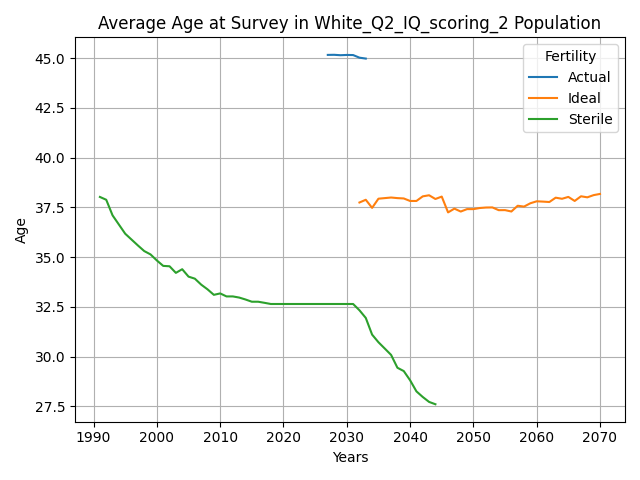 Average Age at Survey in White_Q2_IQ_scoring_2 Population
Fertility
Actual
Ideal
Sterile
45.0
42.5
40.0
37.5
35.0
32.5
30.0
27.5
Age
1990 2000 2010 2020 2030 2040 2050 2060 2070
Years